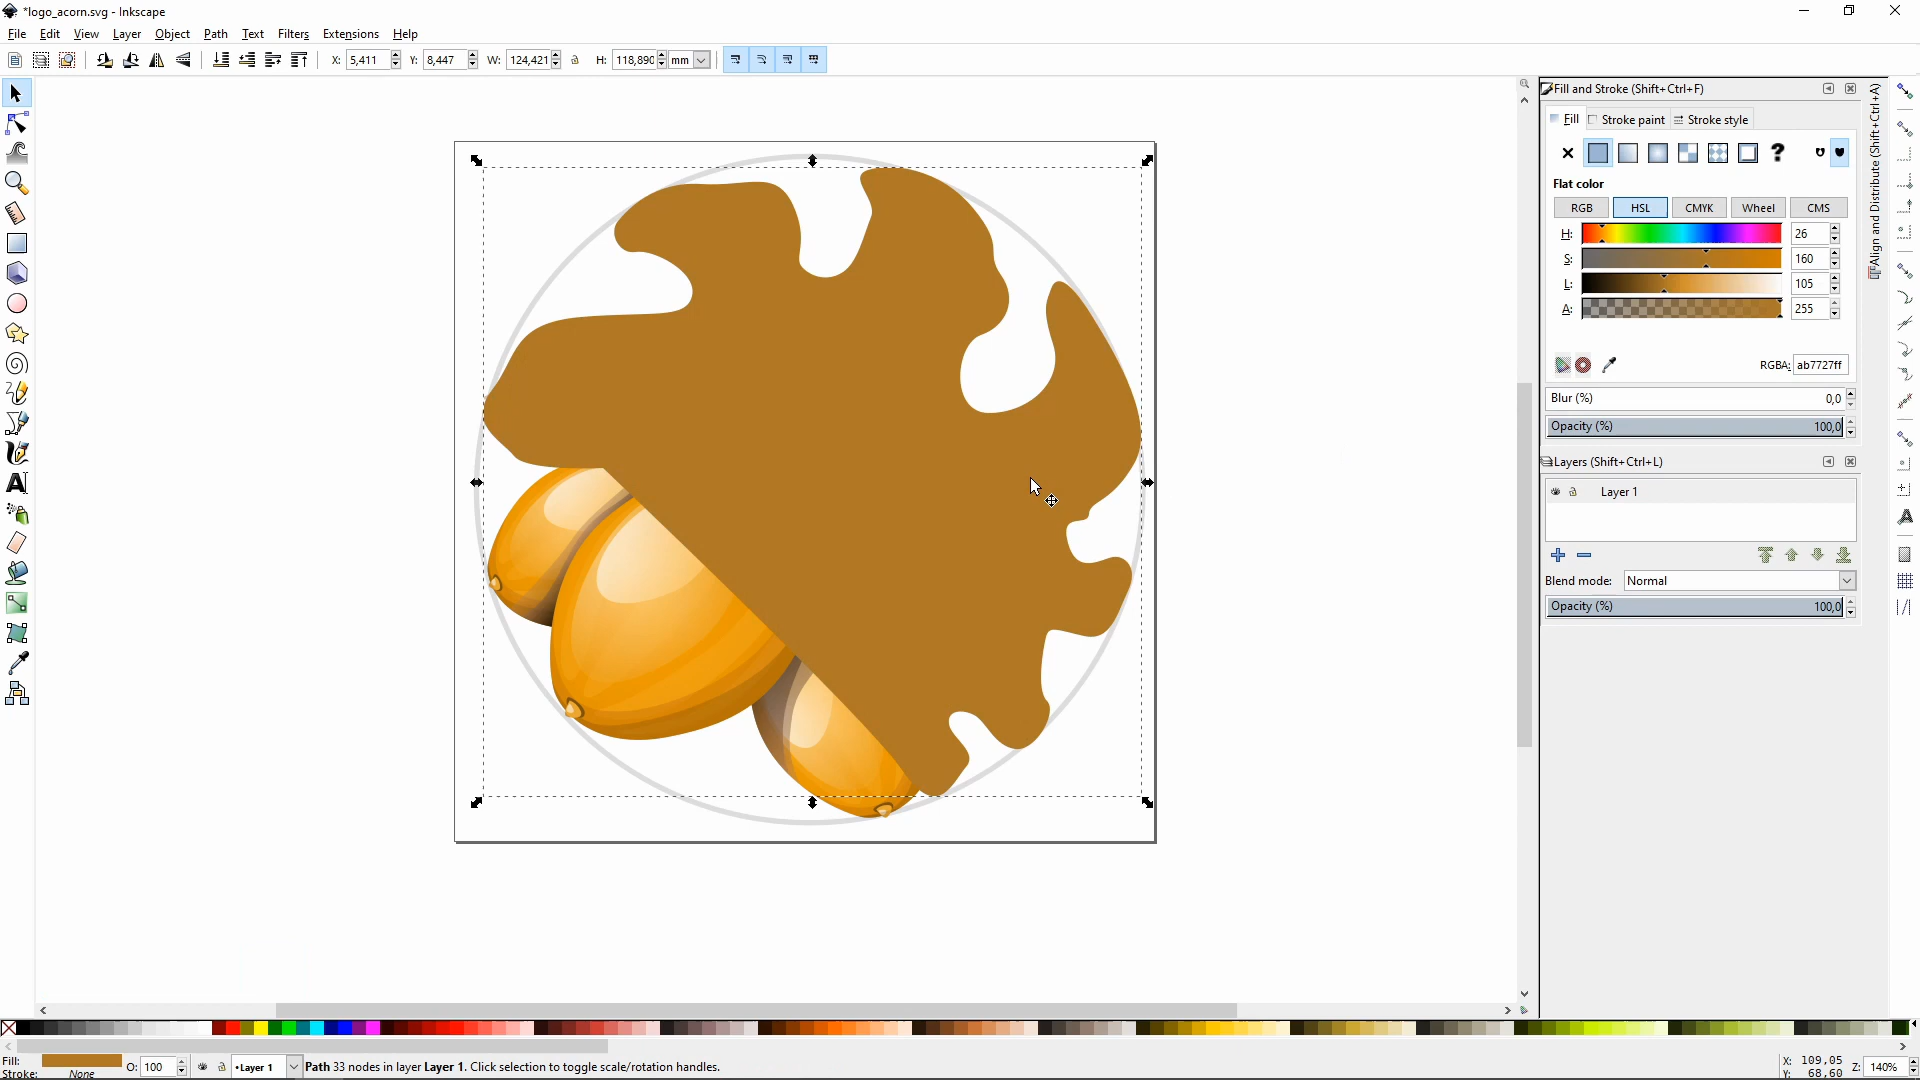 *logo_acorn.svg - Inkscape
File Edit View Layer Object Path Text Filters Extensions Help
X: 5,411 Y: 8,447 W: 124,421 H: 118,890 mm
Fill and Stroke (Shift+Ctrl+F)
Fill Stroke paint Stroke style
Flat color
RGB HSL CMYK Wheel CMS
H: 26
S: 160
L: 105
A: 255
RGBA: ab7727ff
Blur (%) 0,0
Opacity (%) 100,0
Layers (Shift+Ctrl+L)
Layer 1
Blend mode: Normal
Opacity (%) 100,0
Align and Distribute (Shift+Ctrl+A)
Fill:
Stroke: None
O: 100
•Layer 1
Path 33 nodes in layer Layer 1. Click selection to toggle scale/rotation handles.
X: 109,05
Y: 68,60
Z: 140%